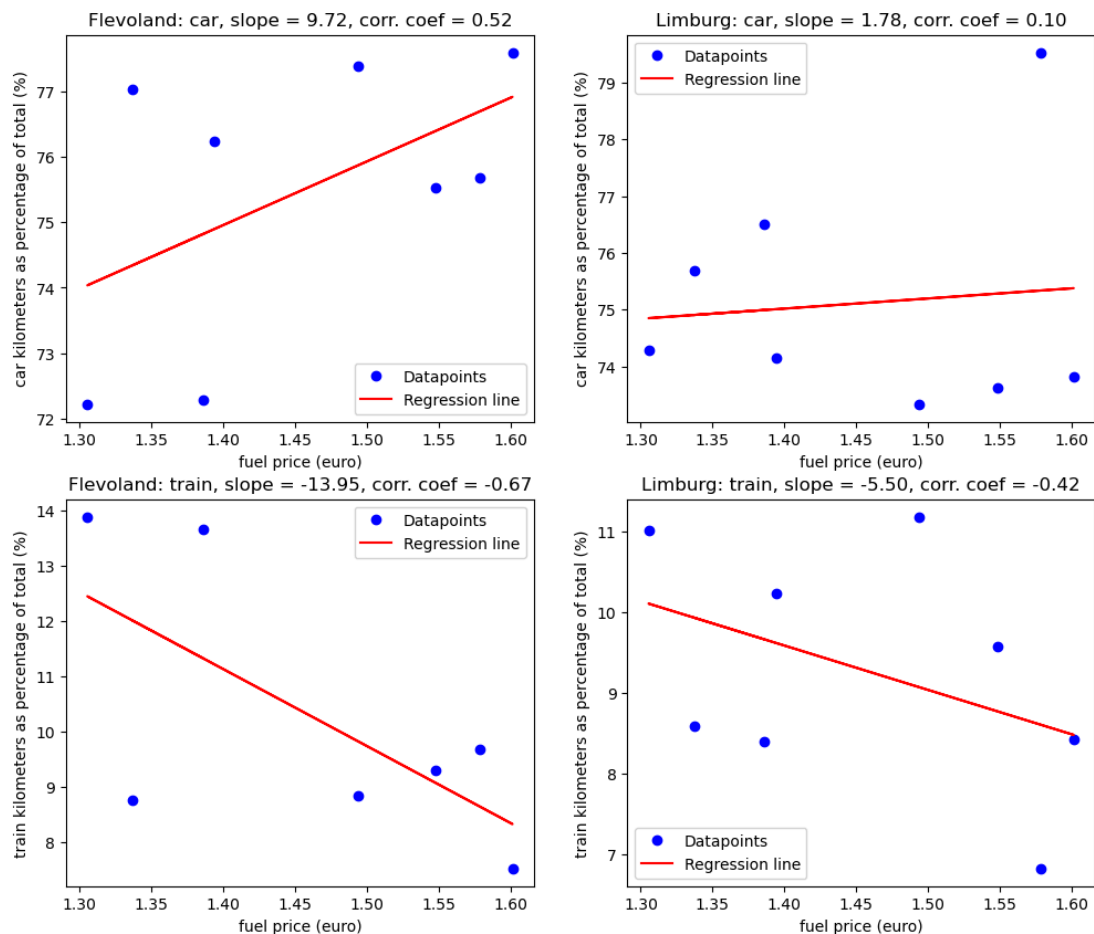 Flevoland: car, slope = 9.72, corr. coef = 0.52
car kilometers as percentage of total (%)
77
76
75
74
73
72
Datapoints
Regression line
1.30 1.35 1.40 1.45 1.50 1.55 1.60
fuel price (euro)
Limburg: car, slope = 1.78, corr. coef = 0.10
car kilometers as percentage of total (%)
Datapoints
Regression line
79
78
77
76
75
74
1.30 1.35 1.40 1.45 1.50 1.55 1.60
fuel price (euro)
Flevoland: train, slope = -13.95, corr. coef = -0.67
train kilometers as percentage of total (%)
Datapoints
Regression line
14
13
12
11
10
9
8
1.30 1.35 1.40 1.45 1.50 1.55 1.60
fuel price (euro)
Limburg: train, slope = -5.50, corr. coef = -0.42
train kilometers as percentage of total (%)
11
10
9
8
7
Datapoints
Regression line
1.30 1.35 1.40 1.45 1.50 1.55 1.60
fuel price (euro)